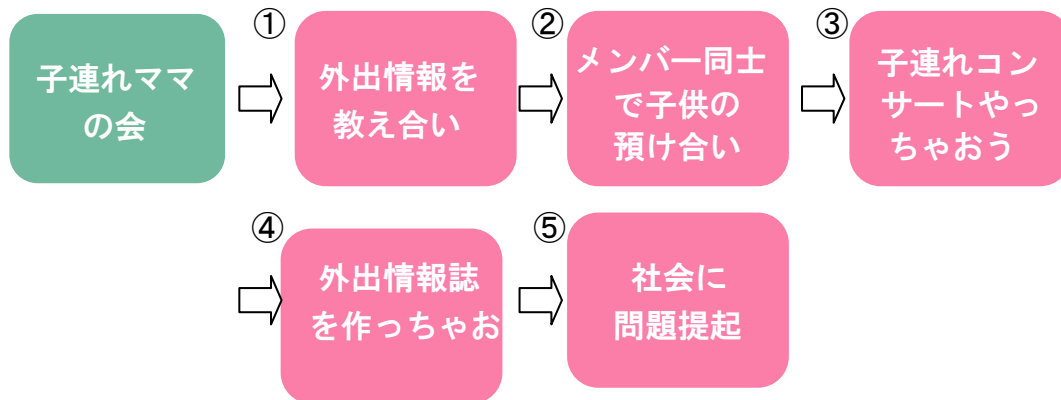 子連れママ
の会
①
外出情報を
教え合い
②
メンバー同士
で子供の
預け合い
③
子連れコン
サートやっ
ちゃおう
④
外出情報誌
を作っちゃお
⑤
社会に
問題提起